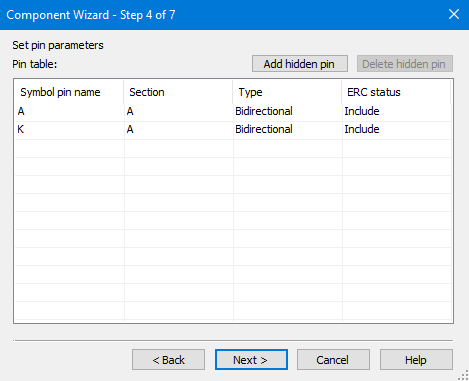 Component Wizard - Step 4 of 7
Set pin parameters
Pin table: Add hidden pin Delete hidden pin
Symbol pin name Section Type ERC status
A A Bidirectional Include
K A Bidirectional Include
< Back Next > Cancel Help